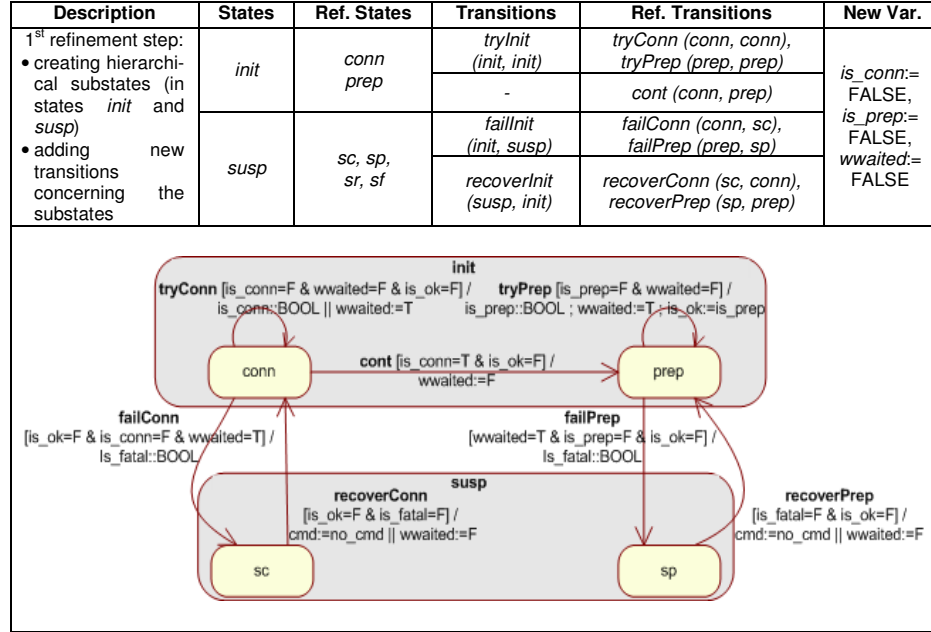 Description States Ref. States Transitions Ref. Transitions New Var.
1st refinement step:
• creating hierarchi-
cal substates (in
states init and
susp)
• adding new
transitions
concerning the
substates
init
conn
prep
tryInit
(init, init)
tryConn (conn, conn),
tryPrep (prep, prep)
-
cont (conn, prep)
susp
sc, sp,
sr, sf
failInit
(init, susp)
failConn (conn, sc),
failPrep (prep, sp)
recoverInit
(susp, init)
recoverConn (sc, conn),
recoverPrep (sp, prep)
is_conn:=
FALSE,
is_prep:=
FALSE,
wwaited:=
FALSE
init
tryConn [is_conn=F & wwaited=F & is_ok=F] /
is_conn::BOOL || wwaited:=T
tryPrep [is_prep=F & wwaited=F] /
is_prep::BOOL ; wwaited:=T ; is_ok:=is_prep
conn
cont [is_conn=T & is_ok=F] /
wwaited:=F
prep
failConn
[is_ok=F & is_conn=F & wwaited=T] /
Is_fatal::BOOL
failPrep
[wwaited=T & is_prep=F & is_ok=F] /
Is_fatal::BOOL
susp
recoverConn
[is_ok=F & is_fatal=F] /
cmd:=no_cmd || wwaited:=F
recoverPrep
[is_fatal=F & is_ok=F] /
cmd:=no_cmd || wwaited:=F
sc
sp